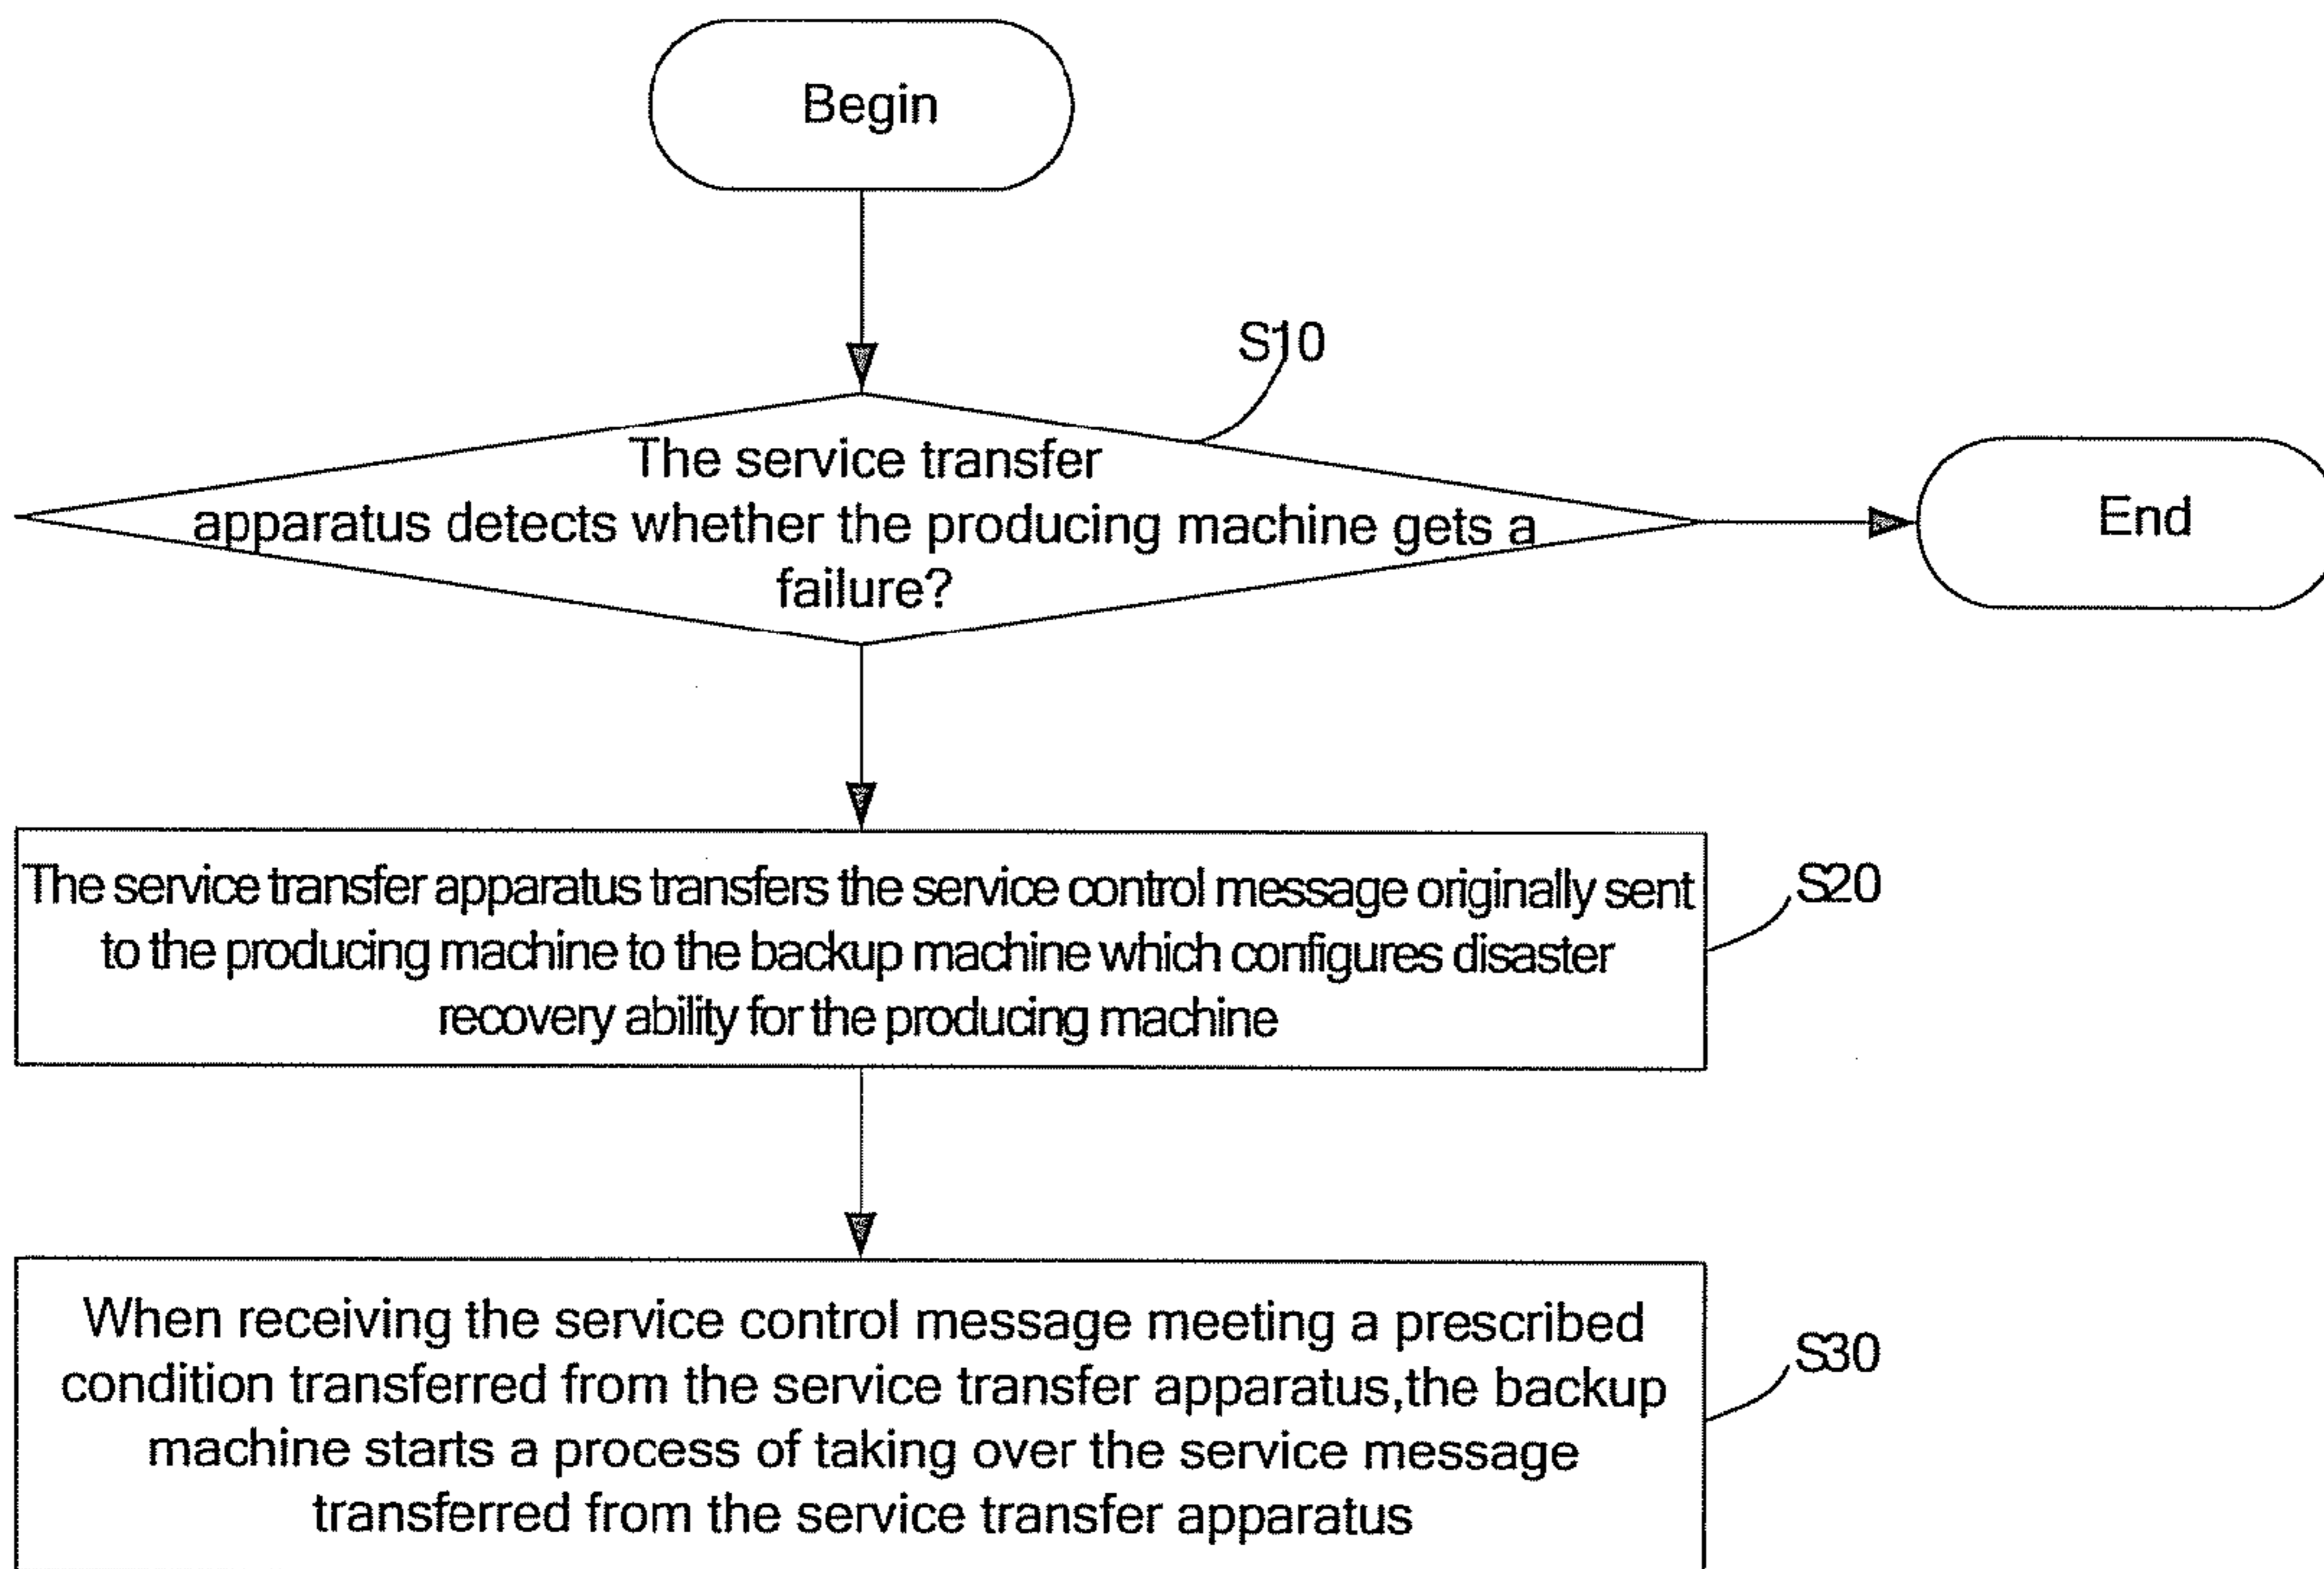 Begin
S10
The service transfer
apparatus detects whether the producing machine gets a
failure?
End
The service transfer apparatus transfers the service control message originally sent
to the producing machine to the backup machine which configures disaster
recovery ability for the producing machine
S20
When receiving the service control message meeting a prescribed
condition transferred from the service transfer apparatus,the backup
machine starts a process of taking over the service message
transferred from the service transfer apparatus
S30